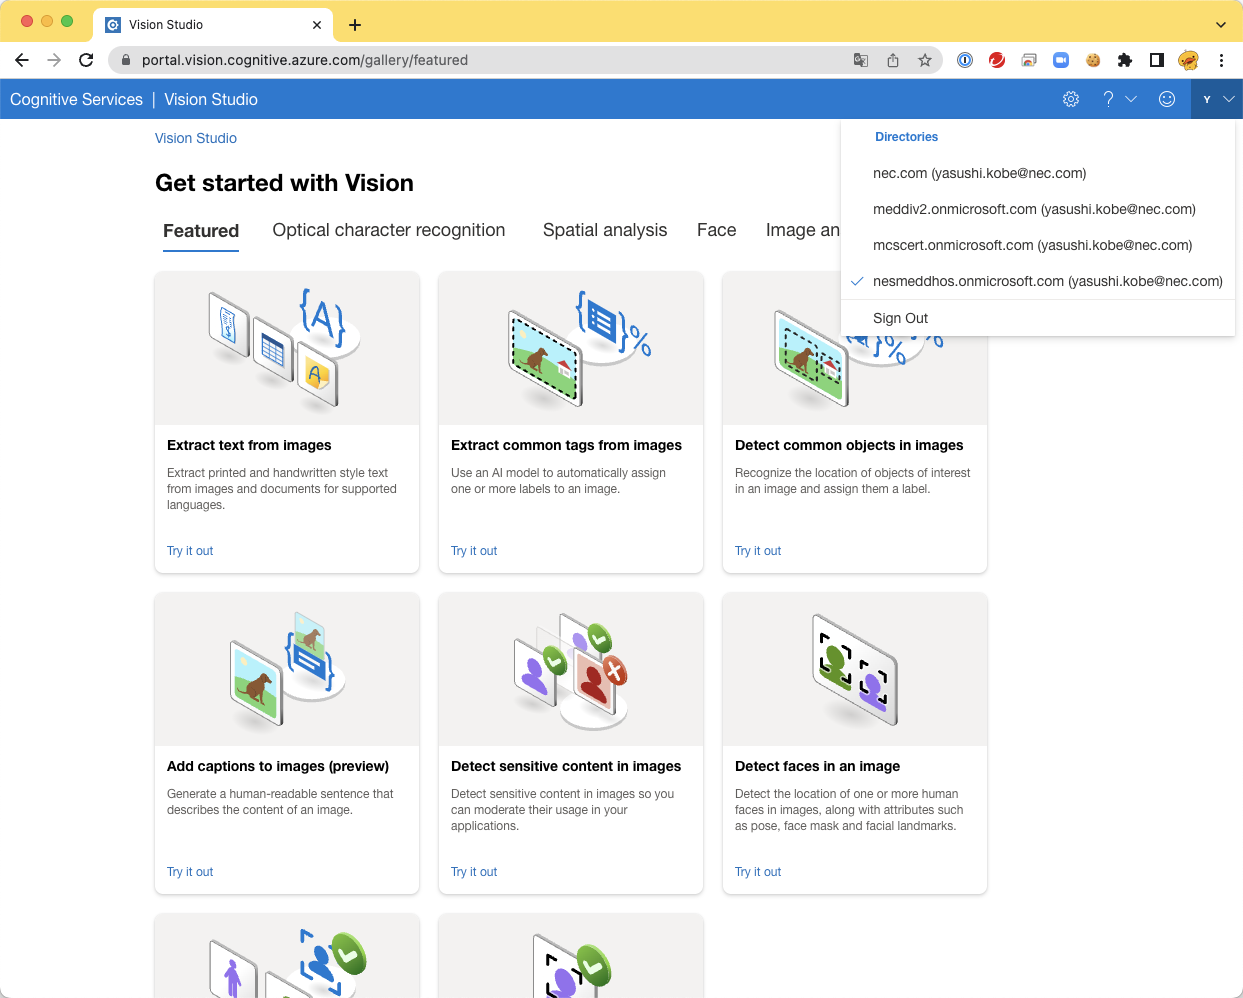 Vision Studio
portal.vision.cognitive.azure.com/gallery/featured
Cognitive Services | Vision Studio
? Y
Vision Studio
Directories
nec.com (yasushi.kobe@nec.com)
meddiv2.onmicrosoft.com (yasushi.kobe@nec.com)
mcscert.onmicrosoft.com (yasushi.kobe@nec.com)
nesmeddhos.onmicrosoft.com (yasushi.kobe@nec.com)
Sign Out
Get started with Vision
Featured Optical character recognition Spatial analysis Face Image an
{A}
A
%
%
%
Extract text from images
Extract printed and handwritten style text
from images and documents for supported
languages.
Try it out
Extract common tags from images
Use an AI model to automatically assign
one or more labels to an image.
Try it out
Detect common objects in images
Recognize the location of objects of interest
in an image and assign them a label.
Try it out
Add captions to images (preview)
Generate a human-readable sentence that
describes the content of an image.
Try it out
Detect sensitive content in images
Detect sensitive content in images so you
can moderate their usage in your
applications.
Try it out
Detect faces in an image
Detect the location of one or more human
faces in images, along with attributes such
as pose, face mask and facial landmarks.
Try it out